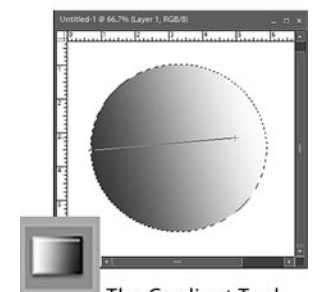 Untitled-1 @ 66.7% (Layer 1, RGB/8)
The Gradient Tool